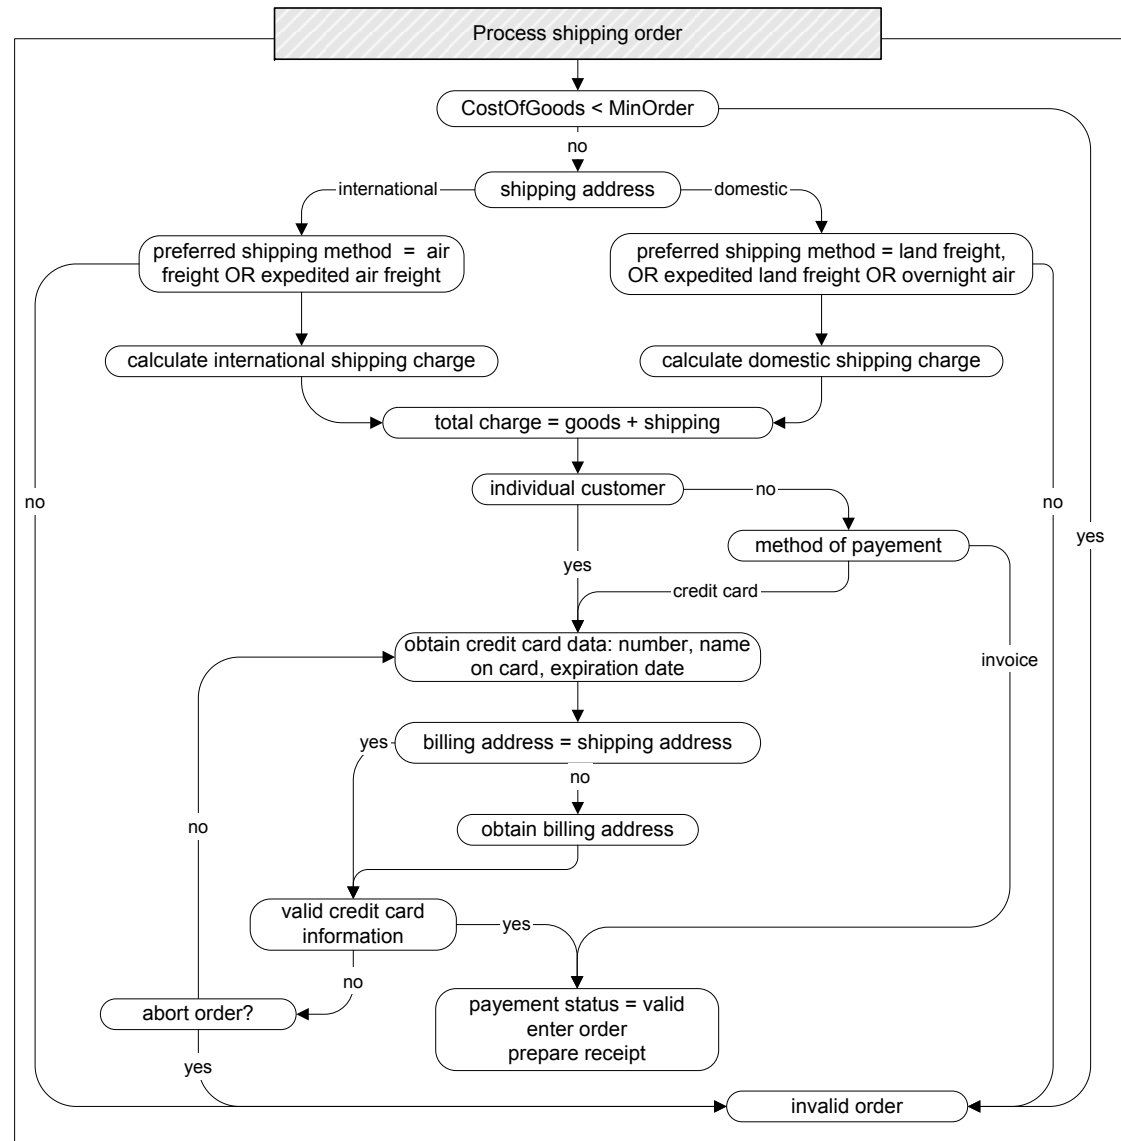 Process shipping order
CostOfGoods < MinOrder
no
international
shipping address
domestic
preferred shipping method  =  air
freight OR expedited air freight
preferred shipping method = land freight,
OR expedited land freight OR overnight air
calculate international shipping charge
calculate domestic shipping charge
total charge = goods + shipping
individual customer
no
no
no
yes
method of payement
yes
credit card
obtain credit card data: number, name
on card, expiration date
invoice
yes
billing address = shipping address
no
no
obtain billing address
valid credit card
information
yes
no
abort order?
payement status = valid
enter order
prepare receipt
yes
invalid order